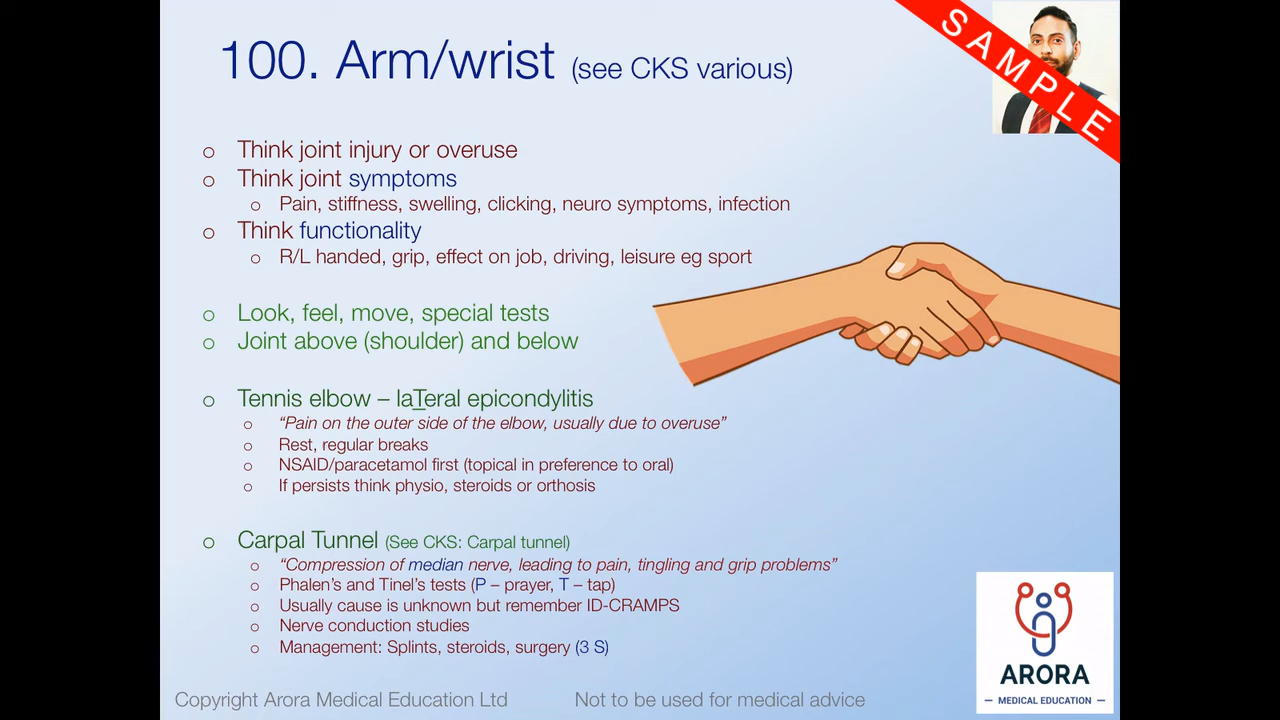 100. Arm/wrist (see CKS various)
SAMPLE
o Think joint injury or overuse
o Think joint symptoms
o Pain, stiffness, swelling, clicking, neuro symptoms, infection
o Think functionality
o R/L handed, grip, effect on job, driving, leisure eg sport
o Look, feel, move, special tests
o Joint above (shoulder) and below
o Tennis elbow – laTeral epicondylitis
o “Pain on the outer side of the elbow, usually due to overuse”
o Rest, regular breaks
o NSAID/paracetamol first (topical in preference to oral)
o If persists think physio, steroids or orthosis
o Carpal Tunnel (See CKS: Carpal tunnel)
o “Compression of median nerve, leading to pain, tingling and grip problems”
o Phalen’s and Tinel’s tests (P – prayer, T – tap)
o Usually cause is unknown but remember ID-CRAMPS
o Nerve conduction studies
o Management: Splints, steroids, surgery (3 S)
ARORA
– MEDICAL EDUCATION –
Copyright Arora Medical Education Ltd Not to be used for medical advice